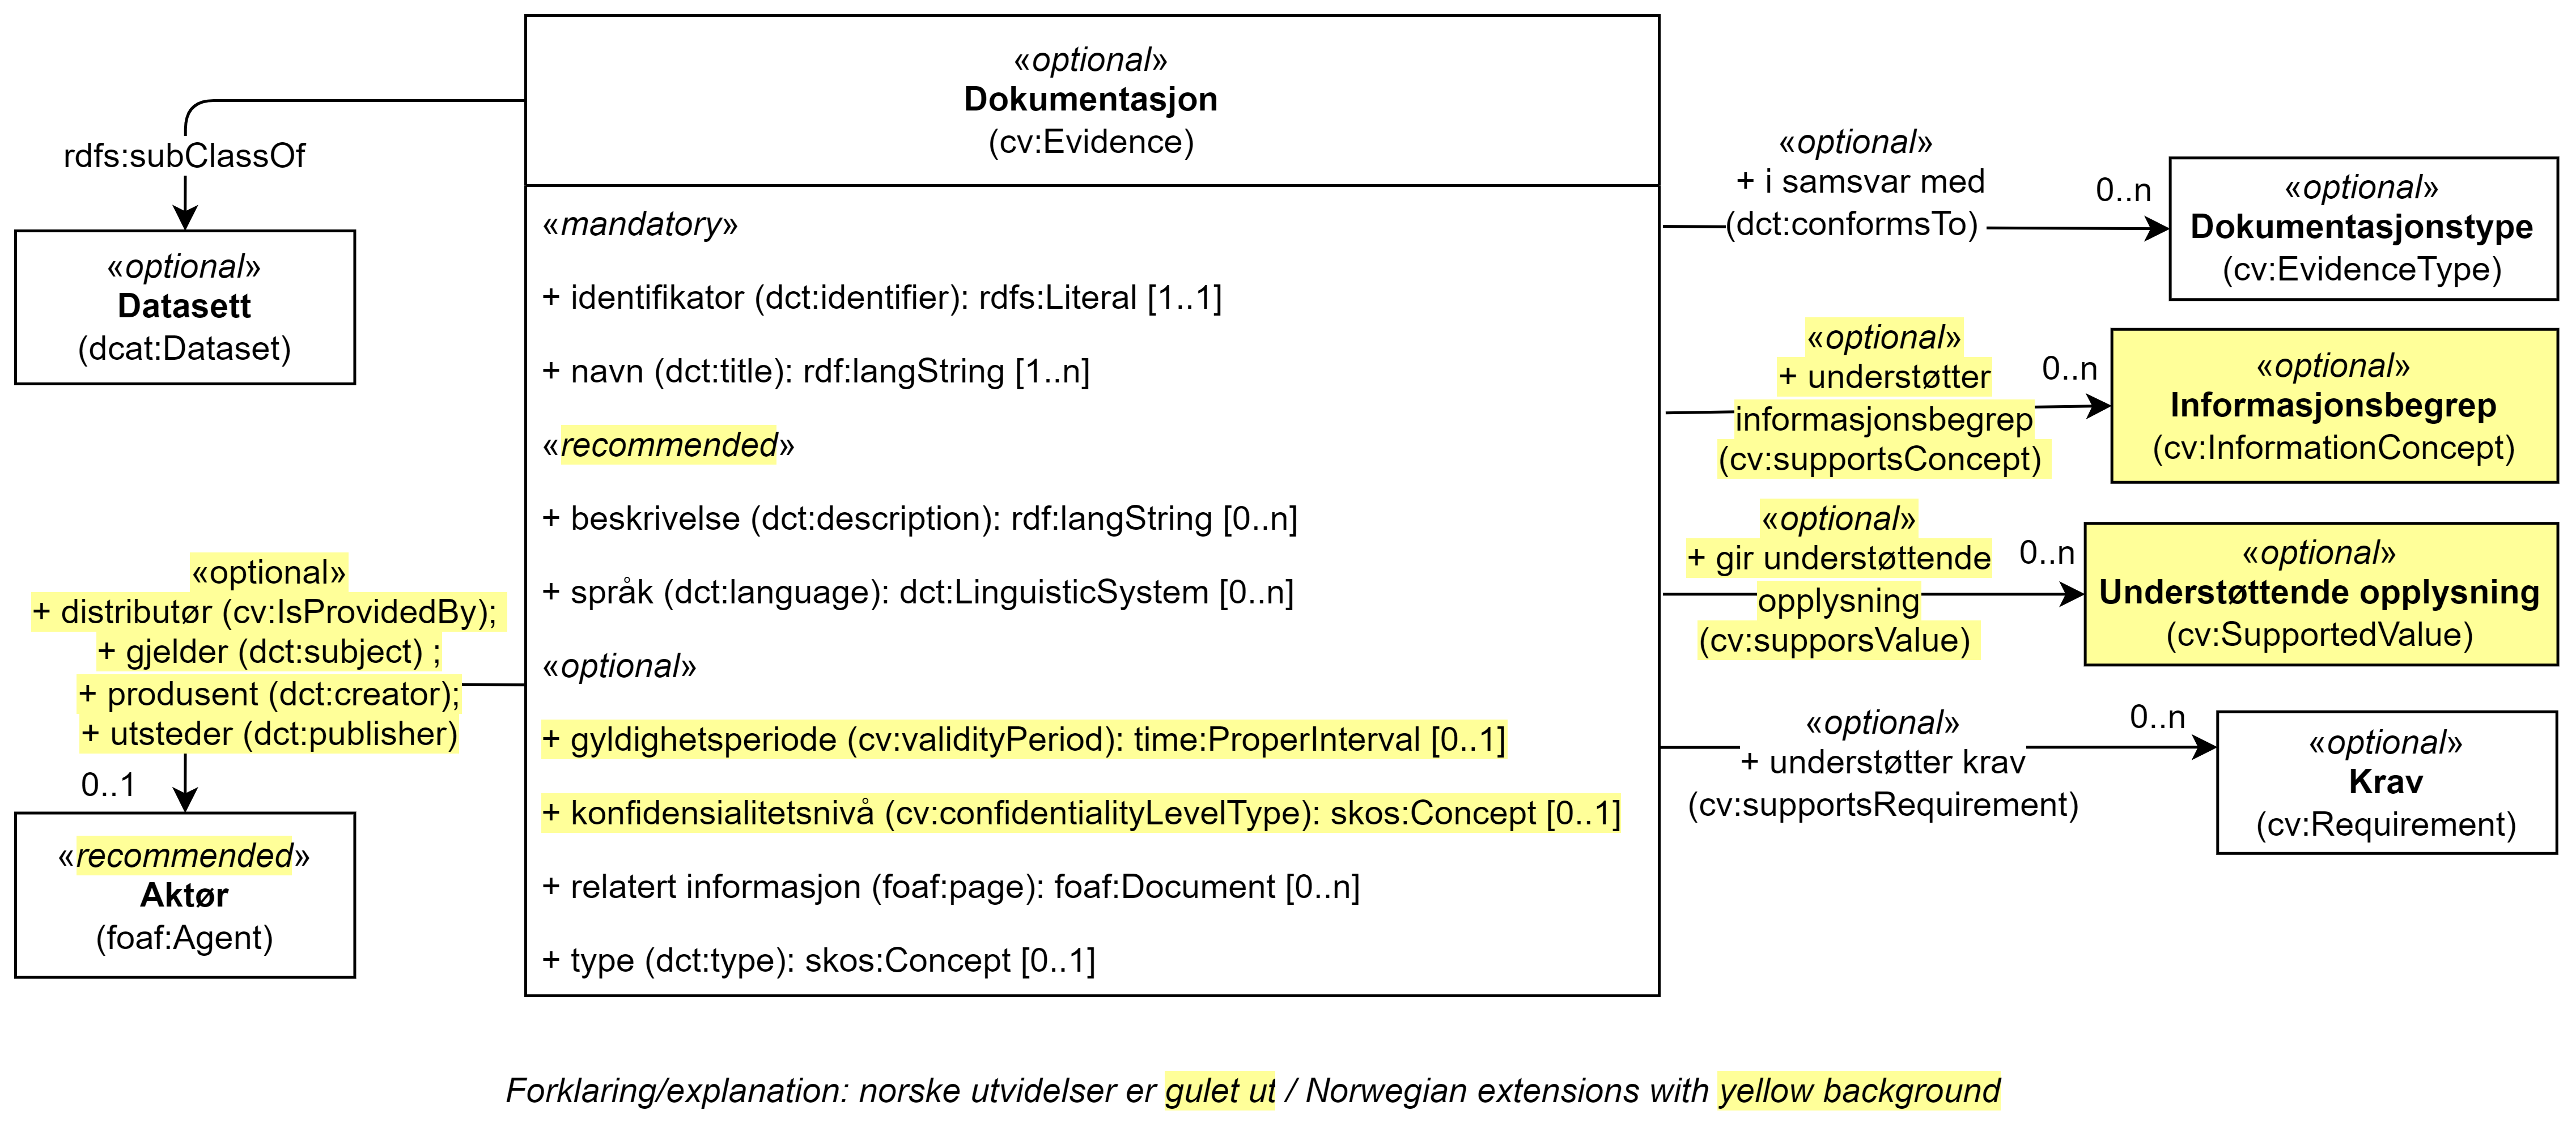 «optional»
Dokumentasjon
(cv:Evidence)
rdfs:subClassOf
«optional»
Datasett
(dcat:Dataset)
«optional»
+ distributør (cv:IsProvidedBy);
+ gjelder (dct:subject) ;
+ produsent (dct:creator);
+ utsteder (dct:publisher)
0..1
«recommended»
Aktør
(foaf:Agent)
«mandatory»
+ identifikator (dct:identifier): rdfs:Literal [1..1]
+ navn (dct:title): rdf:langString [1..n]
«recommended»
+ beskrivelse (dct:description): rdf:langString [0..n]
+ språk (dct:language): dct:LinguisticSystem [0..n]
«optional»
+ gyldighetsperiode (cv:validityPeriod): time:ProperInterval [0..1]
+ konfidensialitetsnivå (cv:confidentialityLevelType): skos:Concept [0..1]
+ relatert informasjon (foaf:page): foaf:Document [0..n]
+ type (dct:type): skos:Concept [0..1]
«optional»
+ i samsvar med
(dct:conformsTo)
0..n
«optional»
Dokumentasjonstype
(cv:EvidenceType)
«optional»
+ understøtter
informasjonsbegrep
(cv:supportsConcept)
0..n
«optional»
Informasjonsbegrep
(cv:InformationConcept)
«optional»
+ gir understøttende
opplysning
(cv:supporsValue)
0..n
«optional»
Understøttende opplysning
(cv:SupportedValue)
«optional»
+ understøtter krav
(cv:supportsRequirement)
0..n
«optional»
Krav
(cv:Requirement)
Forklaring/explanation: norske utvidelser er gulet ut / Norwegian extensions with yellow background